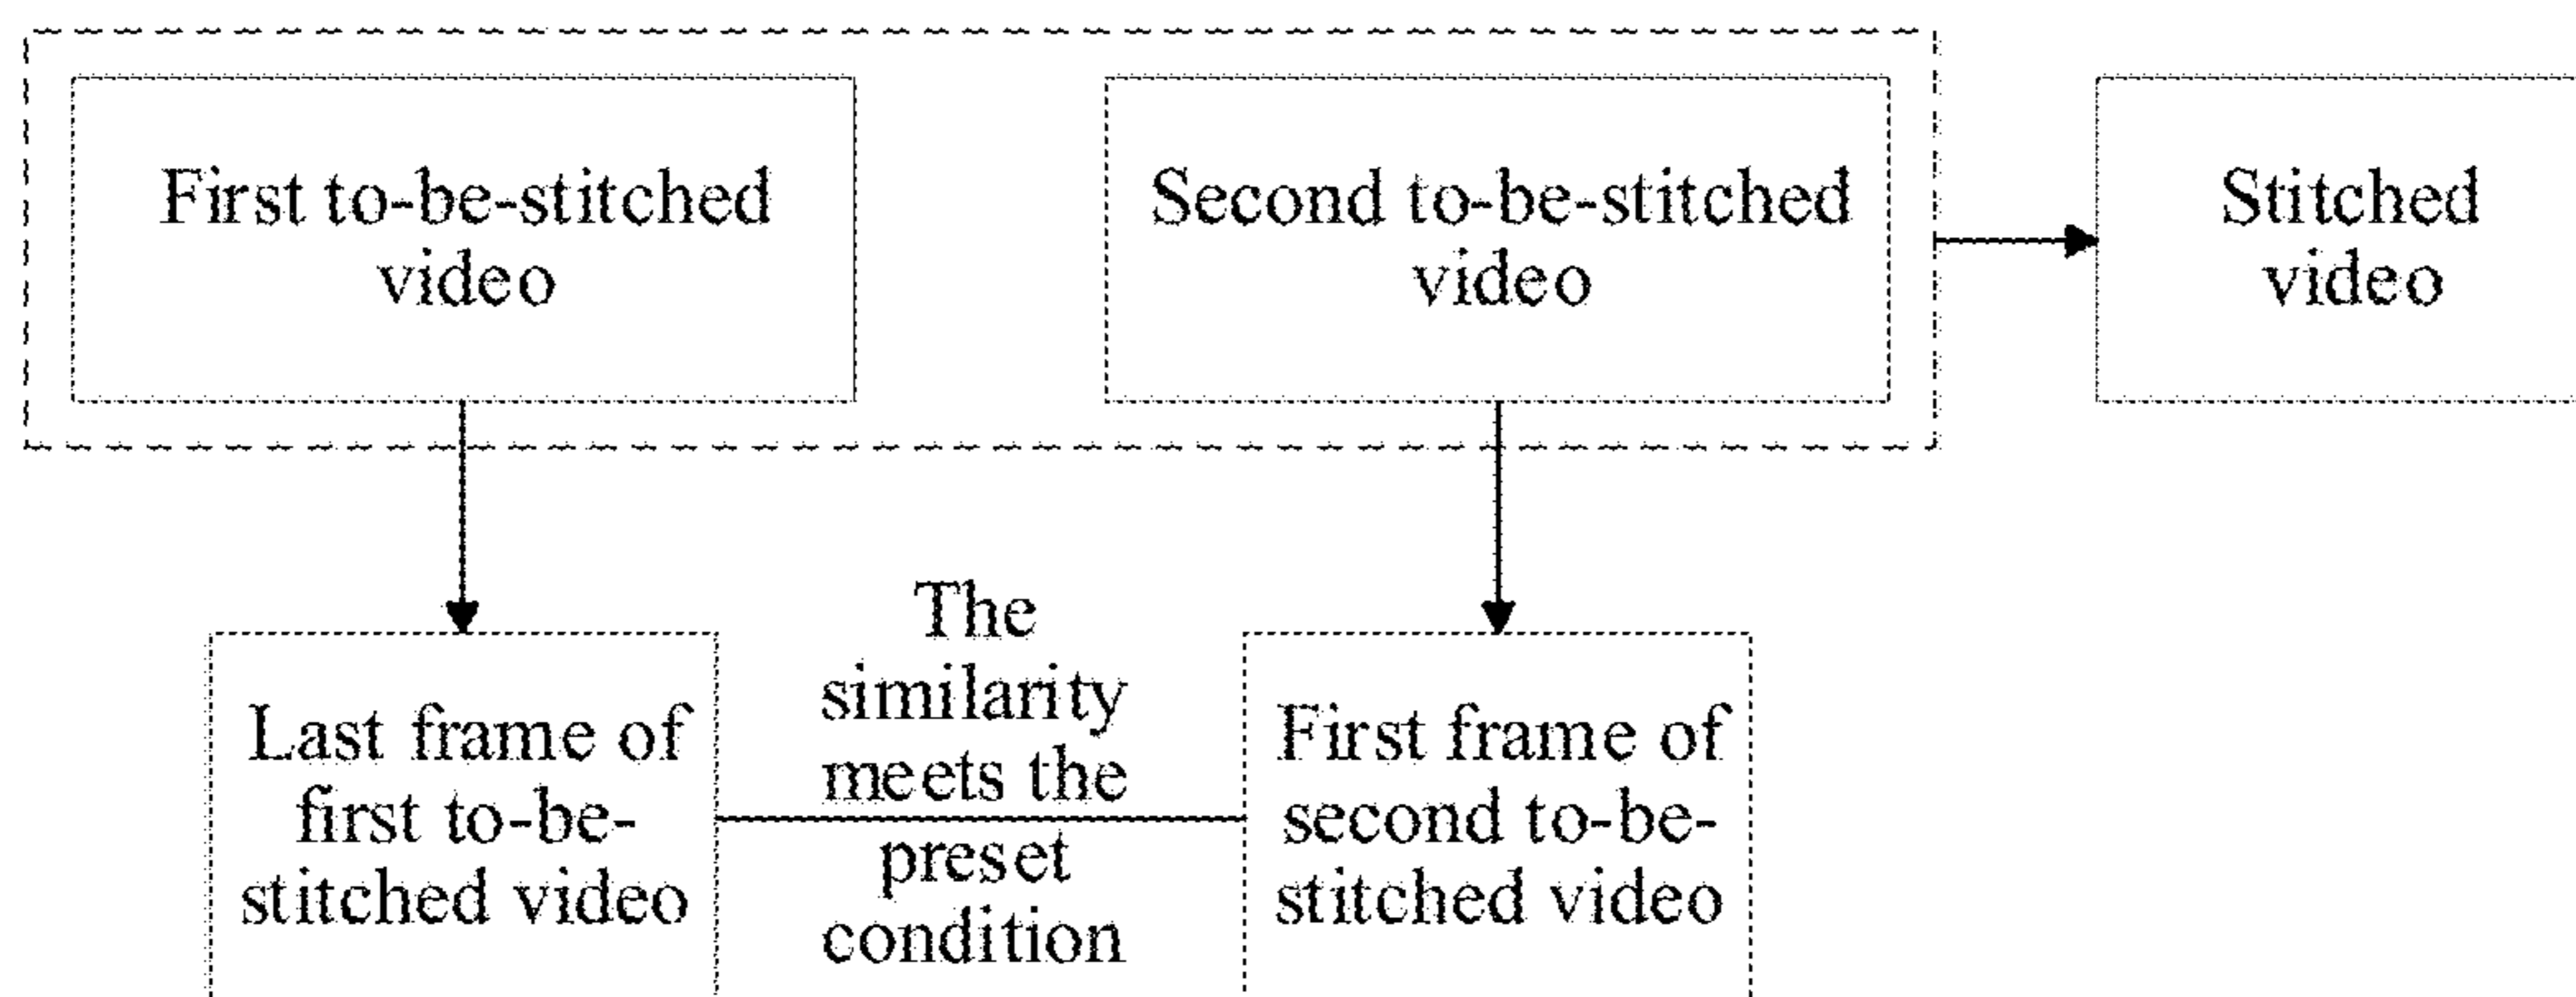 First to-be-stitched
video
Second to-be-stitched
video
Stitched
video
Last frame of
first to-be-
stitched video
The
similarity
meets the
preset
condition
First frame of
second to-be-
stitched video